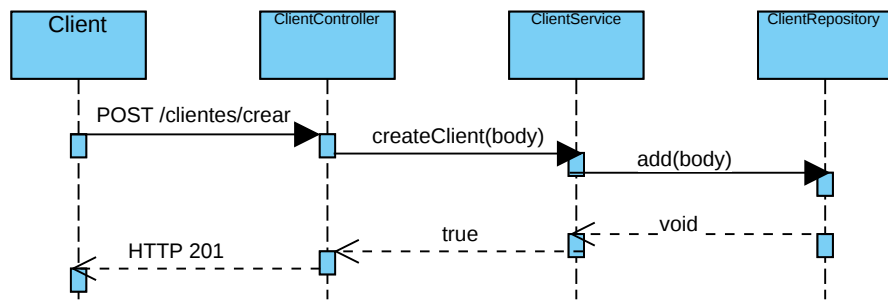 Client
ClientController
ClientService
ClientRepository
POST /clientes/crear
createClient(body)
add(body)
void
true
HTTP 201